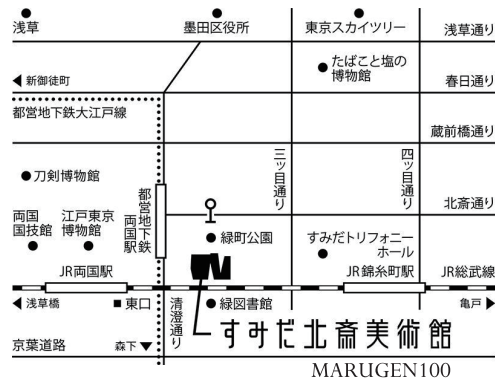 浅草
墨田区役所
東京スカイツリー
浅草通り
たばこと塩の
博物館
新御徒町
春日通り
都営地下鉄大江戸線
蔵前橋通り
三ッ目通り
四ッ目通り
刀剣博物館
都営地下鉄
両国駅
北斎通り
両国
国技館
江戸東京
博物館
緑町公園
すみだトリフォニー
ホール
JR両国駅
JR錦糸町駅
JR総武線
浅草橋
東口
清澄通り
緑図書館
亀戸
すみだ北斎美術館
京葉道路
森下
MARUGEN100